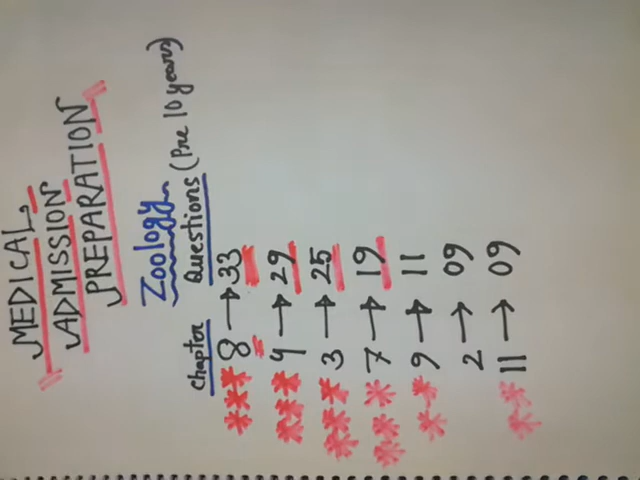 MEDICAL
ADMISSION
PREPARATION
Zoology
Chapter Questions (Pre 10 years)
*** 8 → 33
*** 4 → 29
*** 3 → 25
*** 7 → 19
** 9 → 11
2 → 09
** 11 → 09